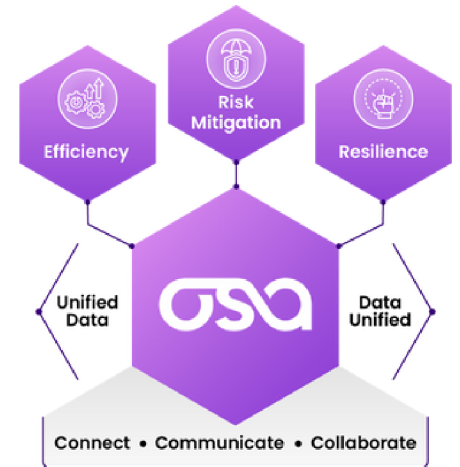 Risk
Mitigation
Efficiency
Resilience
osa
Unified
Data
Data
Unified
Connect • Communicate • Collaborate